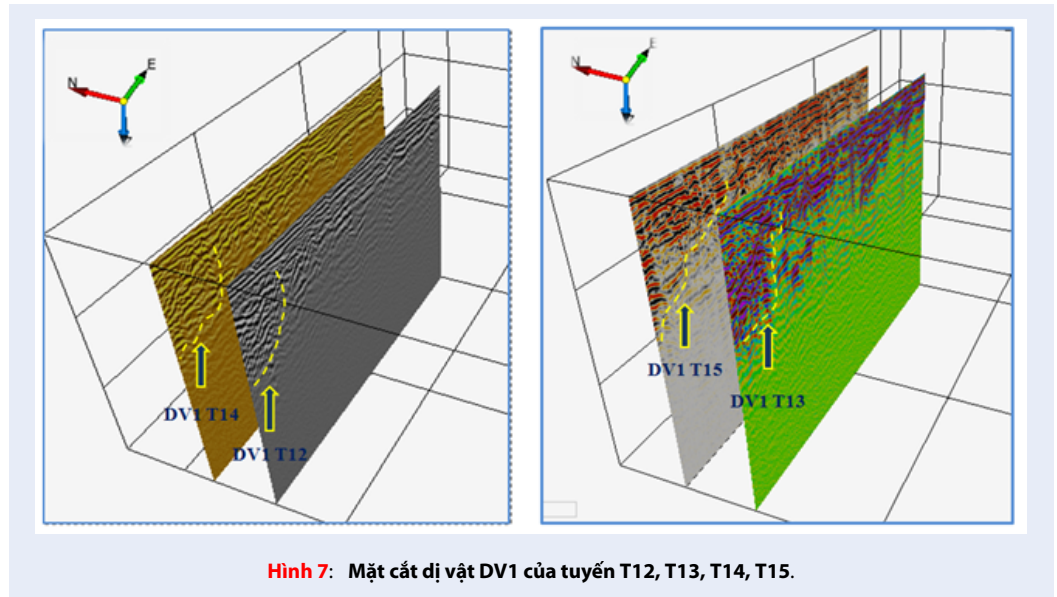 N
E
Z
DV1 T14
DV1 T12
N
E
DV1 T15
DV1 T13
Hình 7: Mặt cắt dị vật DV1 của tuyến T12, T13, T14, T15.